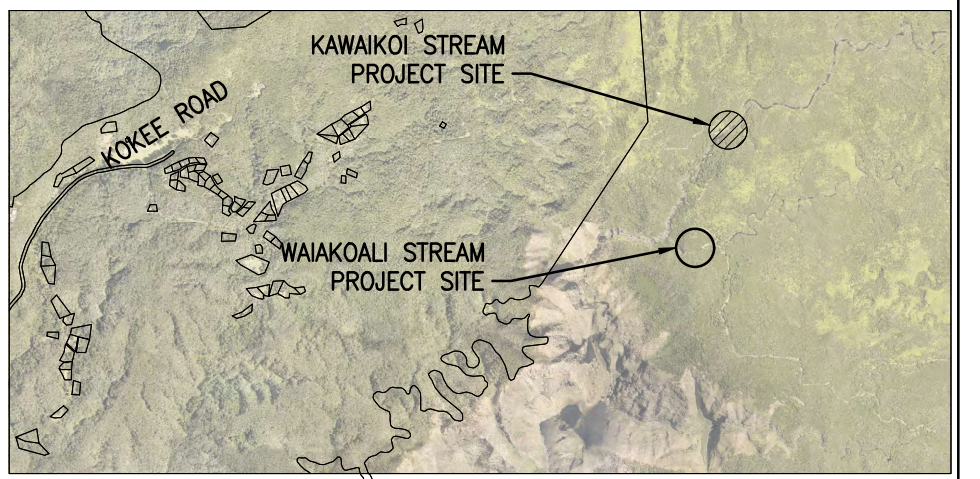 KAWAIKOI STREAM
PROJECT SITE
KOKEE ROAD
WAIAKOALI STREAM
PROJECT SITE